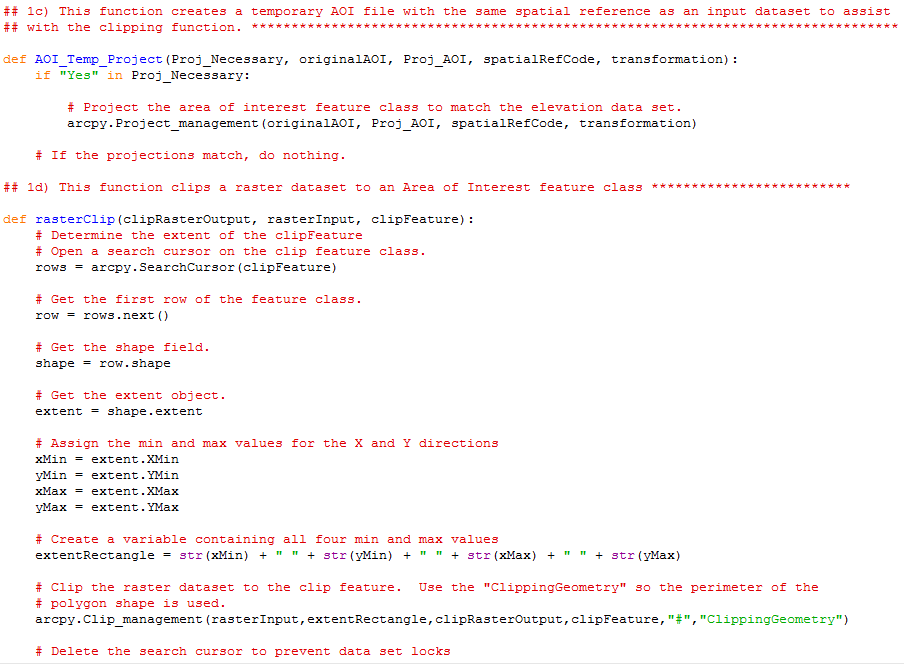 ## 1c) This function creates a temporary AOI file with the same spatial reference as an input dataset to assist
## with the clipping function. *********************************************************************************
def AOI_Temp_Project(Proj_Necessary, originalAOI, Proj_AOI, spatialRefCode, transformation):
    if "Yes" in Proj_Necessary:
        # Project the area of interest feature class to match the elevation data set.
        arcpy.Project_management(originalAOI, Proj_AOI, spatialRefCode, transformation)
    # If the projections match, do nothing.
## 1d) This function clips a raster dataset to an Area of Interest feature class *************************
def rasterClip(clipRasterOutput, rasterInput, clipFeature):
    # Determine the extent of the clipFeature
    # Open a search cursor on the clip feature class.
    rows = arcpy.SearchCursor(clipFeature)
    # Get the first row of the feature class.
    row = rows.next()
    # Get the shape field.
    shape = row.shape
    # Get the extent object.
    extent = shape.extent
    # Assign the min and max values for the X and Y directions
    xMin = extent.XMin
    yMin = extent.YMin
    xMax = extent.XMax
    yMax = extent.YMax
    # Create a variable containing all four min and max values
    extentRectangle = str(xMin) + " " + str(yMin) + " " + str(xMax) + " " + str(yMax)
    # Clip the raster dataset to the clip feature.  Use the "ClippingGeometry" so the perimeter of the
    # polygon shape is used.
    arcpy.Clip_management(rasterInput,extentRectangle,clipRasterOutput,clipFeature,"#","ClippingGeometry")
    # Delete the search cursor to prevent data set locks